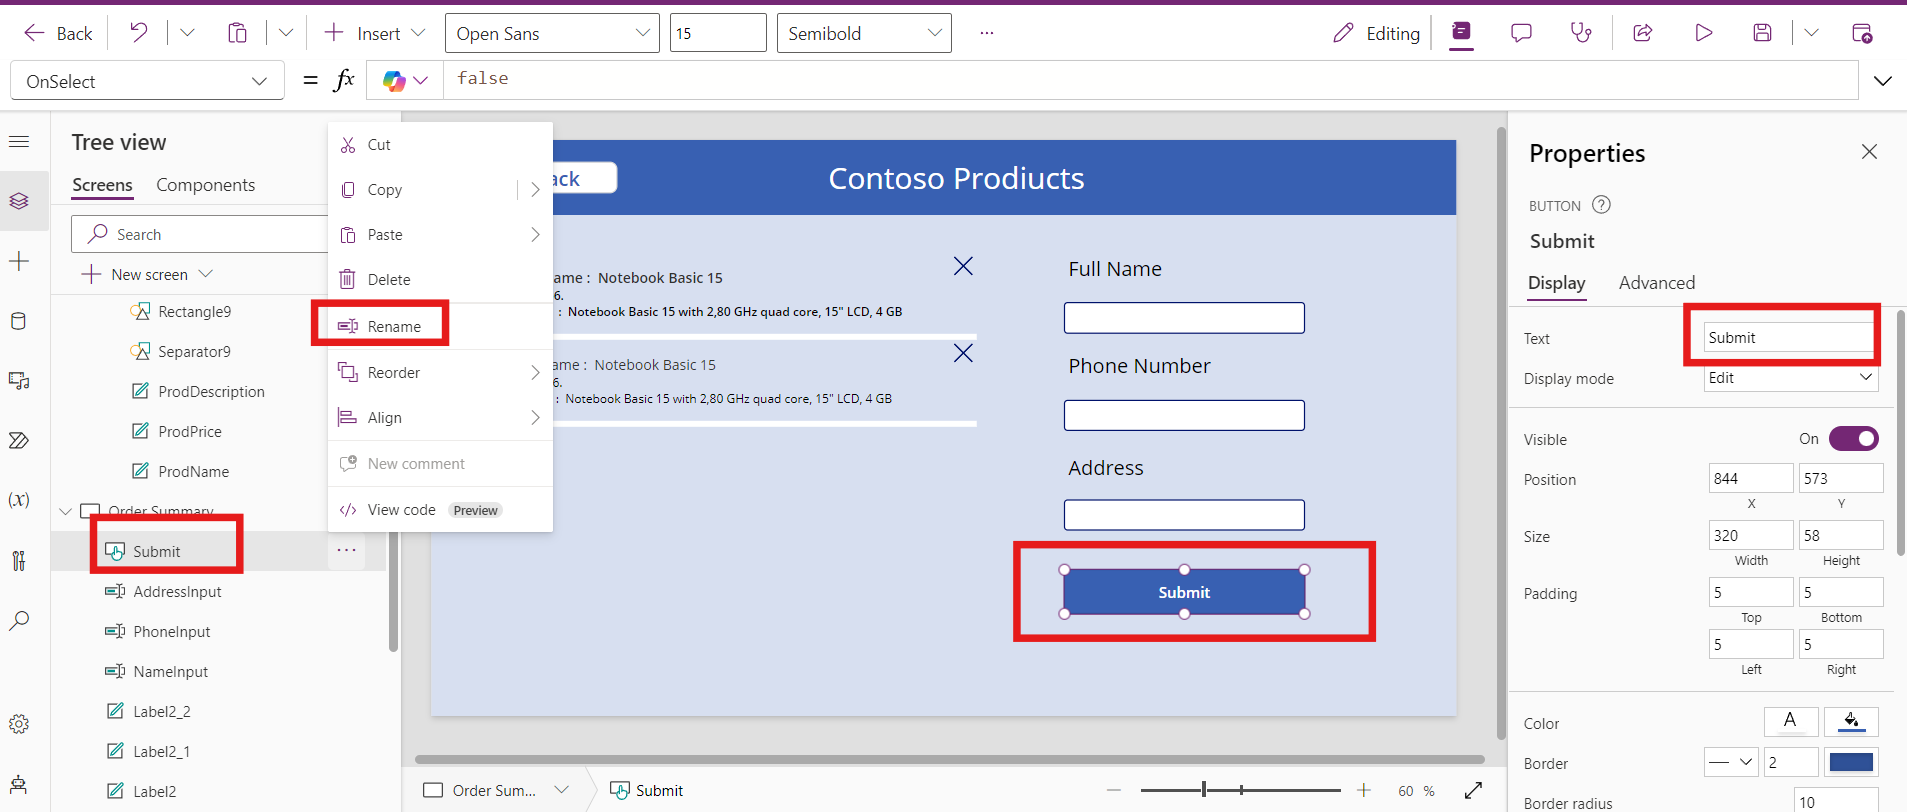 Back
Insert
Open Sans
15
Semibold
...
Editing
OnSelect
= fx
false
Tree view
Screens
Components
Search
New screen
Rectangle9
Separator9
ProdDescription
ProdPrice
ProdName
Order Summary
Submit
...
AddressInput
PhoneInput
NameInput
Label2_2
Label2_1
Label2
(x)
Cut
Copy
Paste
Delete
Rename
Reorder
Align
New comment
View code Preview
ack
Contoso Prodiucts
ame : Notebook Basic 15
6.
: Notebook Basic 15 with 2,80 GHz quad core, 15" LCD, 4 GB
ame : Notebook Basic 15
6.
: Notebook Basic 15 with 2,80 GHz quad core, 15" LCD, 4 GB
Full Name
Phone Number
Address
Submit
Order Sum...
Submit
60 %
Properties
BUTTON ?
Submit
Display
Advanced
Text
Submit
Display mode
Edit
Visible
On
Position
844
573
X
Y
Size
320
58
Width
Height
Padding
5
5
Top
Bottom
5
5
Left
Right
Color
A
Border
2
Border radius
10